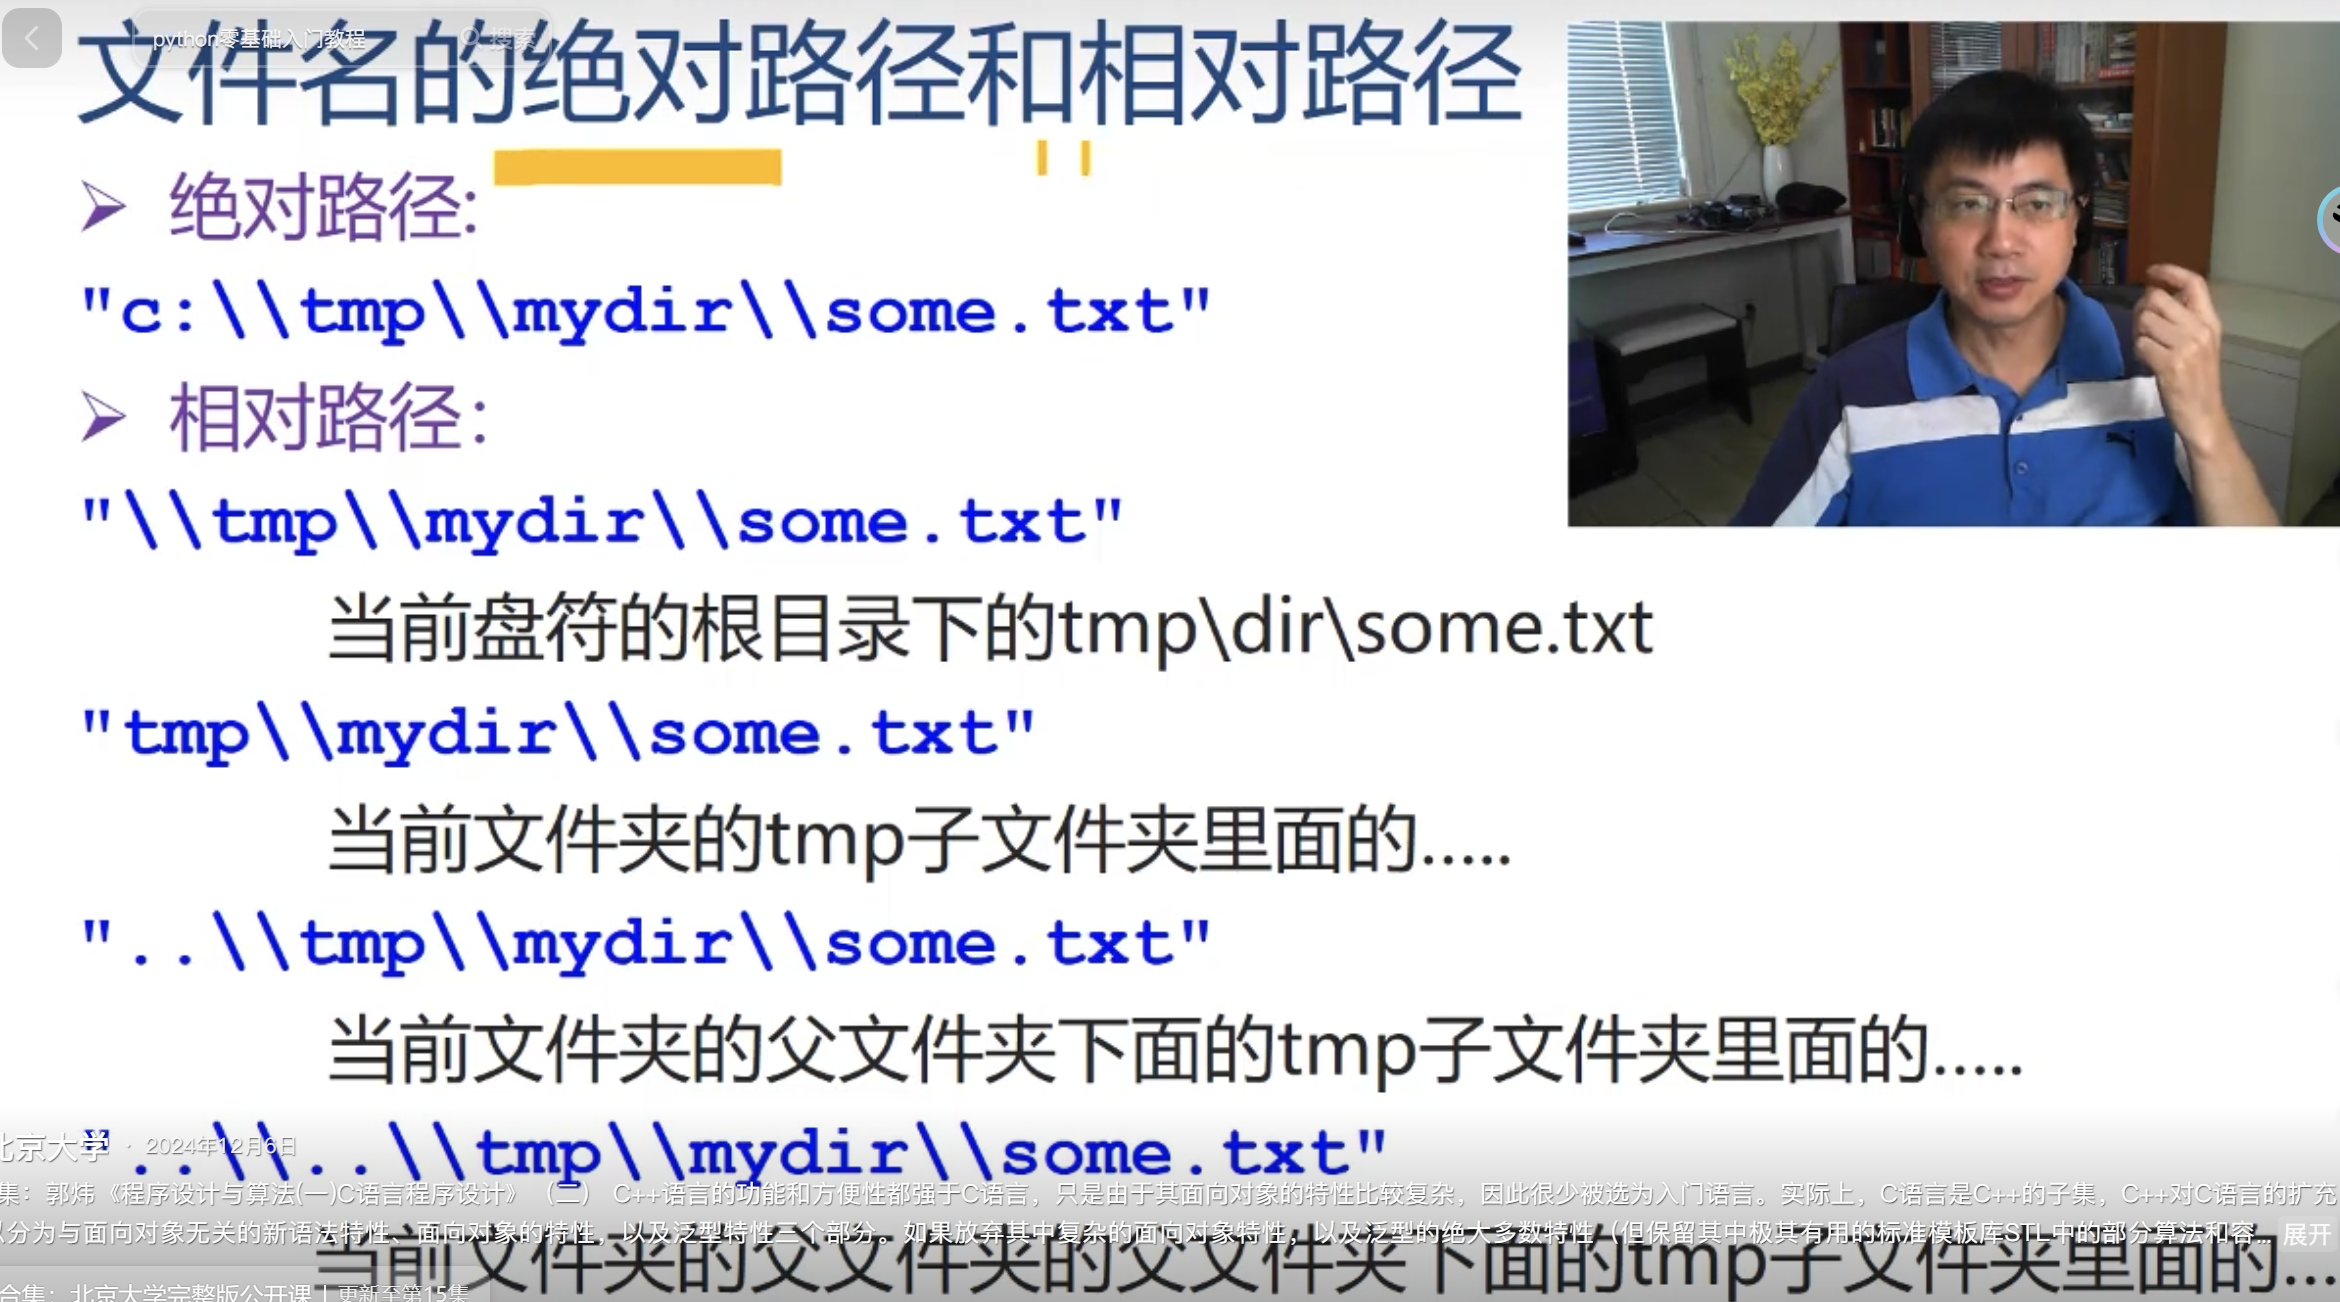 python零基础入门教程
搜索
文件名的绝对路径和相对路径
绝对路径:
"c:\\tmp\\mydir\\some.txt"
相对路径:
"\\tmp\\mydir\\some.txt"
当前盘符的根目录下的tmp\dir\some.txt
"tmp\\mydir\\some.txt"
当前文件夹的tmp子文件夹里面的.....
"..\\tmp\\mydir\\some.txt"
当前文件夹的父文件夹下面的tmp子文件夹里面的.....
北京大学 · 2024年12月6日
"..\\..\\tmp\\mydir\\some.txt"
集：郭炜《程序设计与算法(一)C语言程序设计》（二） C++语言的功能和方便性都强于C语言，只是由于其面向对象的特性比较复杂，因此很少被选为入门语言。实际上，C语言是C++的子集，C++对C语言的扩充
以分为与面向对象无关的新语法特性、面向对象的特性，以及泛型特性三个部分。如果放弃其中复杂的面向对象特性，以及泛型的绝大多数特性（但保留其中极其有用的标准模板库STL中的部分算法和容... 展开
当前文件夹的父文件夹的父文件夹下面的tmp子文件夹里面的...
合集：北京大学完整版公开课 | 更新至第15集